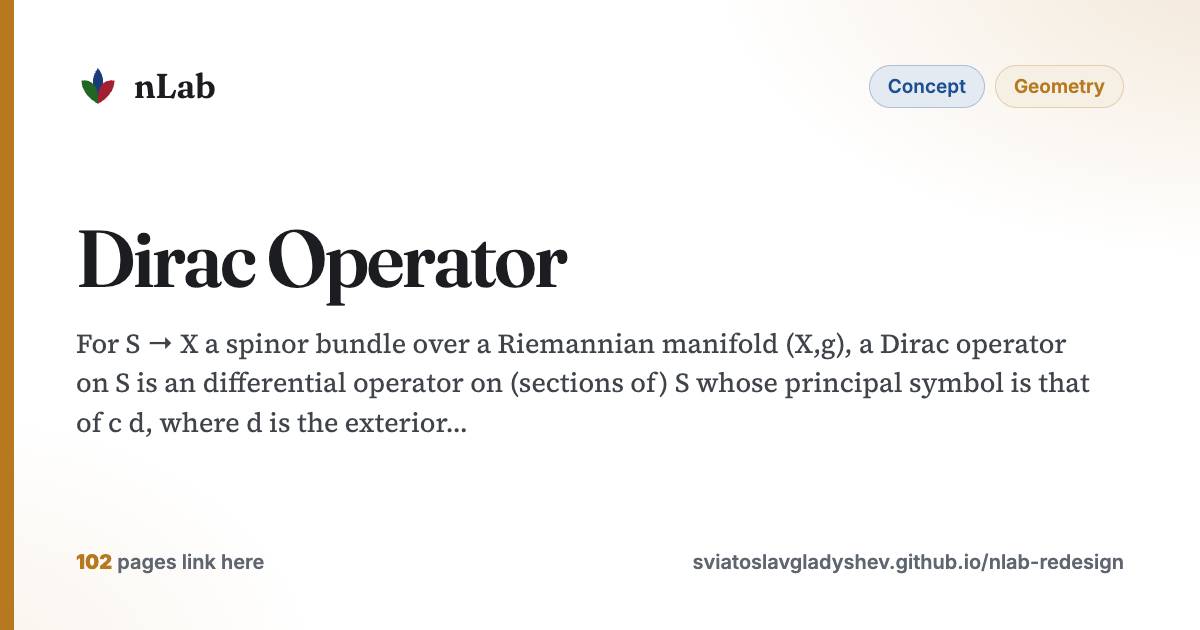 nLab
Concept
Geometry
Dirac Operator
For S → X a spinor bundle over a Riemannian manifold (X,g), a Dirac operator
on S is an differential operator on (sections of) S whose principal symbol is that
of c d, where d is the exterior...
102 pages link here
sviatoslavgladyshev.github.io/nlab-redesign